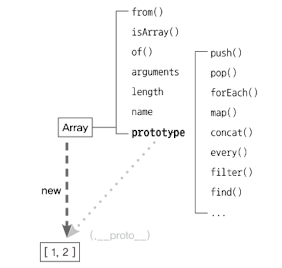 from()
isArray()
of()
arguments
length
name
prototype
push()
pop()
forEach()
map()
concat()
every()
filter()
find()
...
Array
new
(.__proto__)
[ 1, 2 ]